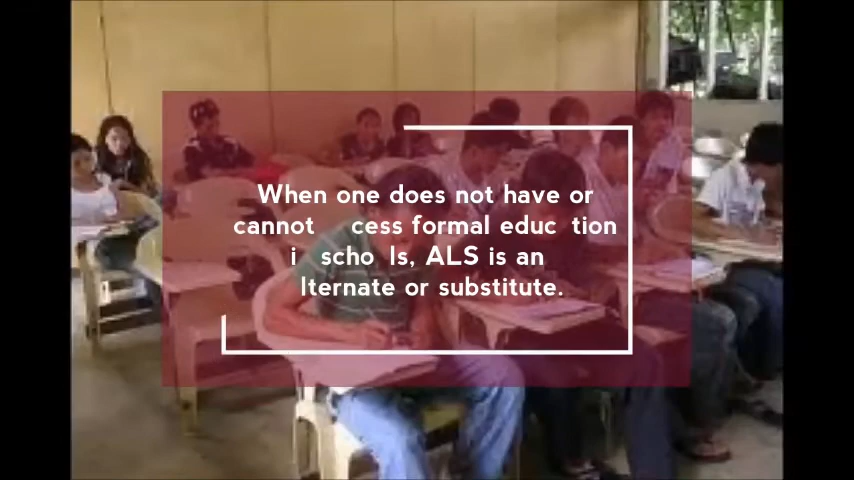 When one does not have or
cannot cess formal educ tion
i scho ls, ALS is an
lternate or substitute.